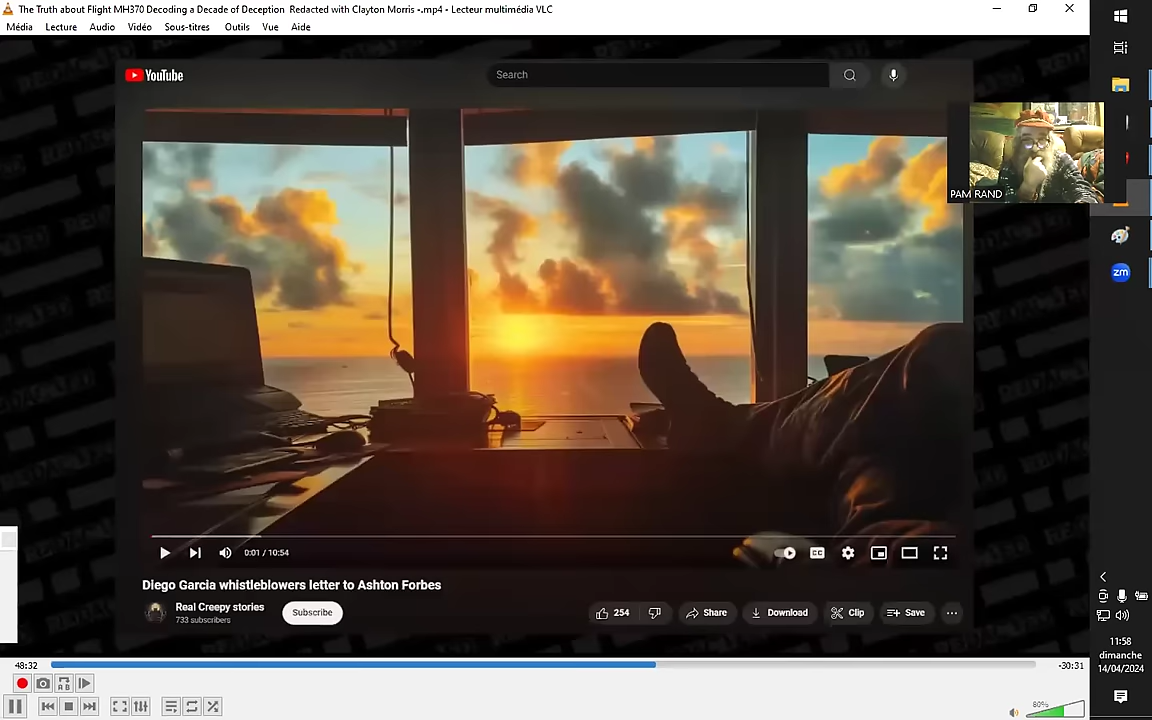 The Truth about Flight MH370 Decoding a Decade of Deception Redacted with Clayton Morris -.mp4 - Lecteur multimédia VLC
Média Lecture Audio Vidéo Sous-titres Outils Vue Aide
YouTube
Search
PAM RAND
zm
0:01 / 10:54
CC
Diego Garcia whistleblowers letter to Ashton Forbes
Real Creepy stories
733 subscribers
Subscribe
254
Share
Download
Clip
Save
48:32
-30:31
80%
11:58
dimanche
14/04/2024